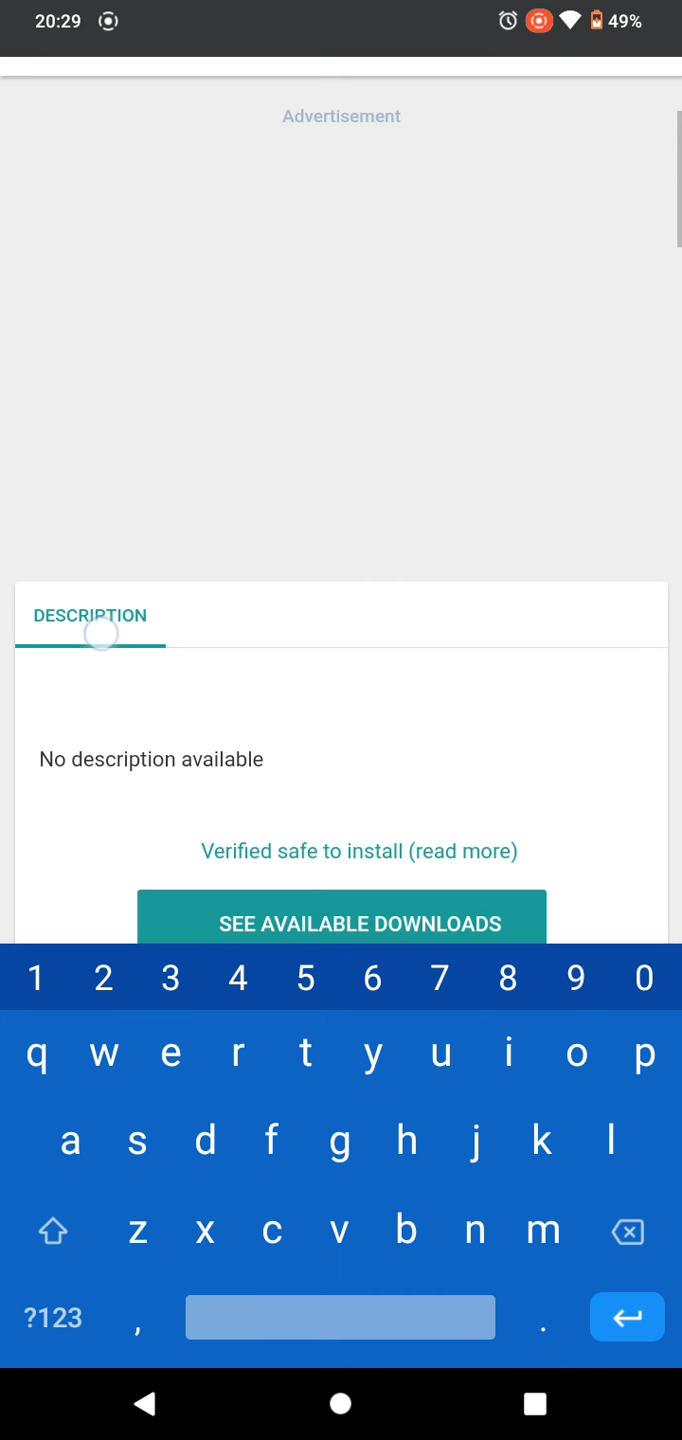 20:29 49%
Advertisement
DESCRIPTION
No description available
Verified safe to install (read more)
SEE AVAILABLE DOWNLOADS
1 2 3 4 5 6 7 8 9 0
q w e r t y u i o p
a s d f g h j k l
z x c v b n m
?123 , .